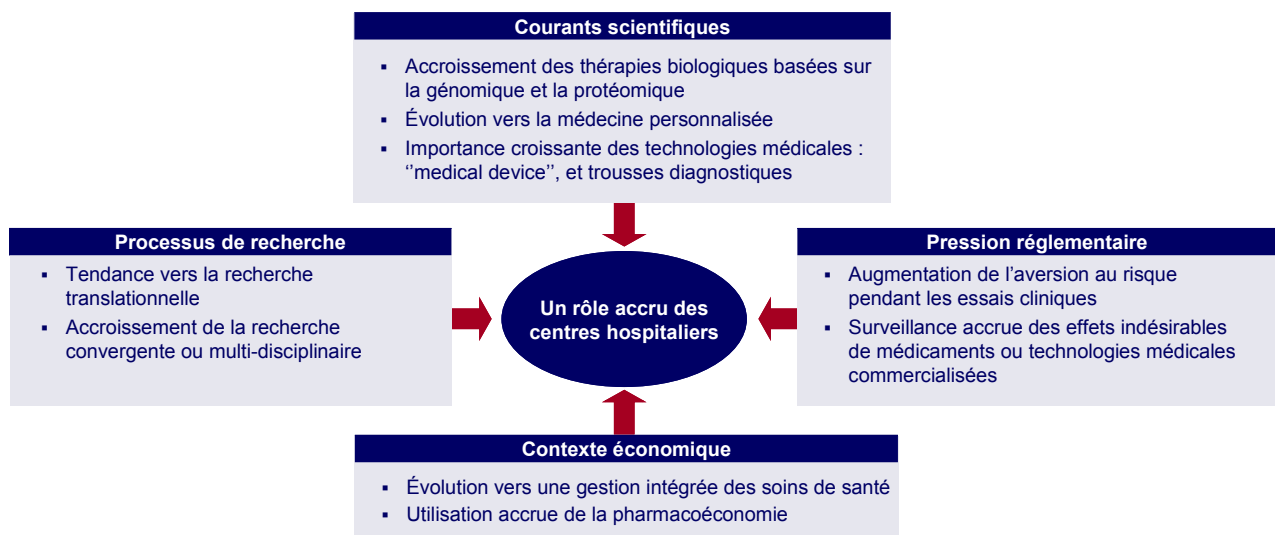 Courants scientifiques
▪ Accroissement des thérapies biologiques basées sur
la génomique et la protéomique
▪ Évolution vers la médecine personnalisée
▪ Importance croissante des technologies médicales :
‘’medical device’’, et trousses diagnostiques
Processus de recherche
▪ Tendance vers la recherche
translationnelle
▪ Accroissement de la recherche
convergente ou multi-disciplinaire
Un rôle accru des
centres hospitaliers
Pression réglementaire
▪ Augmentation de l’aversion au risque
pendant les essais cliniques
▪ Surveillance accrue des effets indésirables
de médicaments ou technologies médicales
commercialisées
Contexte économique
▪ Évolution vers une gestion intégrée des soins de santé
▪ Utilisation accrue de la pharmacoéconomie